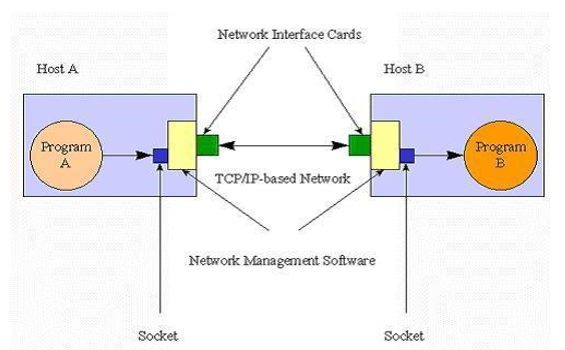 Network Interface Cards
Host A
Host B
Program
A
Program
B
TCP/IP-based Network
Network Management Software
Socket
Socket